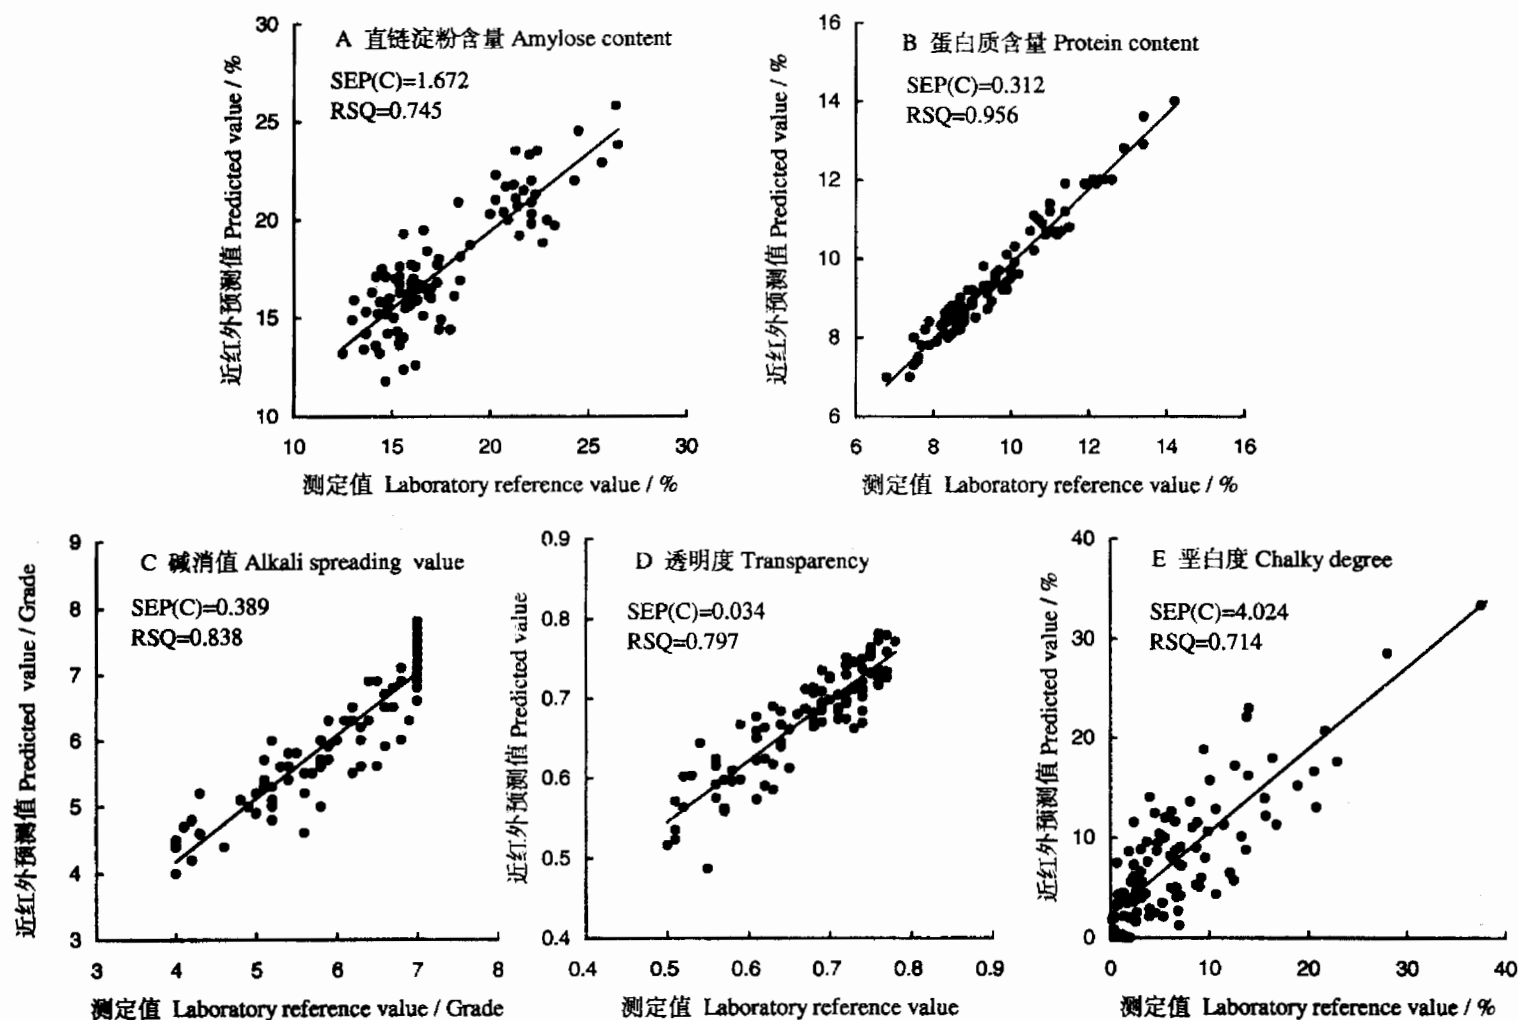 A 直链淀粉含量 Amylose content
SEP(C)=1.672
RSQ=0.745
近红外预测值 Predicted value / %
30
25
20
15
10
10 15 20 25 30
测定值 Laboratory reference value / %
B 蛋白质含量 Protein content
SEP(C)=0.312
RSQ=0.956
近红外预测值 Predicted value / %
16
14
12
10
8
6
6 8 10 12 14 16
测定值 Laboratory reference value / %
C 碱消值 Alkali spreading value
SEP(C)=0.389
RSQ=0.838
近红外预测值 Predicted value / Grade
9
8
7
6
5
4
3
3 4 5 6 7 8
测定值 Laboratory reference value / Grade
D 透明度 Transparency
SEP(C)=0.034
RSQ=0.797
近红外预测值 Predicted value
0.9
0.8
0.7
0.6
0.5
0.4
0.4 0.5 0.6 0.7 0.8 0.9
测定值 Laboratory reference value
E 垩白度 Chalky degree
SEP(C)=4.024
RSQ=0.714
近红外预测值 Predicted value / %
40
30
20
10
0
0 10 20 30 40
测定值 Laboratory reference value / %